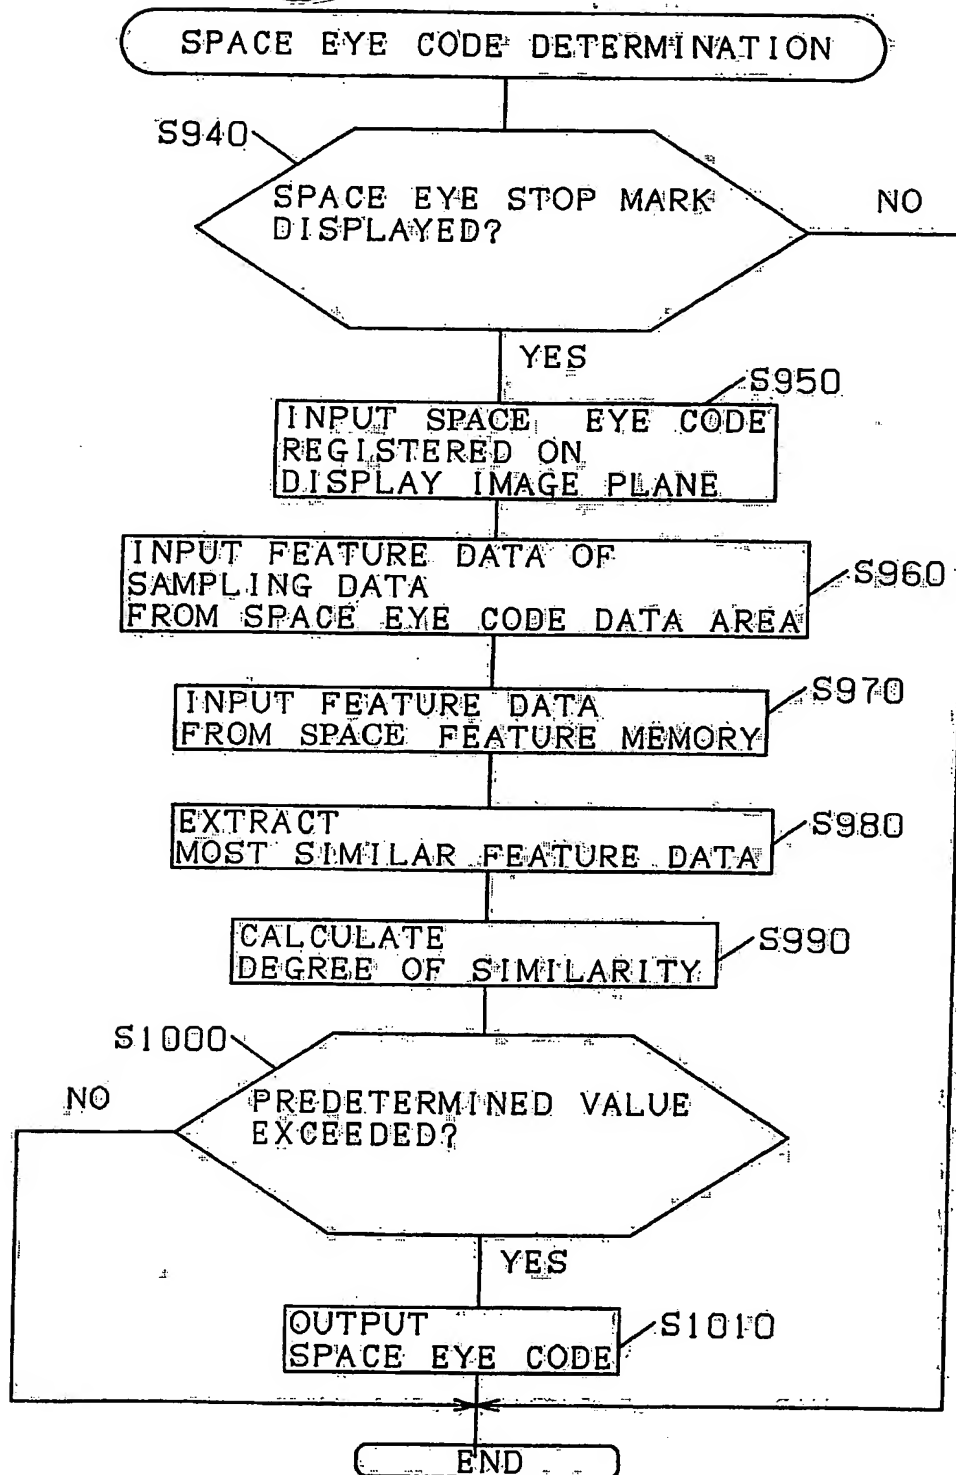 SPACE EYE CODE DETERMINATION
S940
SPACE EYE STOP MARK
DISPLAYED?
NO
YES
S950
INPUT SPACE EYE CODE
REGISTERED ON
DISPLAY IMAGE PLANE
INPUT FEATURE DATA OF
SAMPLING DATA
FROM SPACE EYE CODE DATA AREA
S960
INPUT FEATURE DATA
FROM SPACE FEATURE MEMORY
S970
EXTRACT
MOST SIMILAR FEATURE DATA
S980
CALCULATE
DEGREE OF SIMILARITY
S990
S1000
NO
PREDETERMINED VALUE
EXCEEDED?
YES
OUTPUT
SPACE EYE CODE
S1010
END